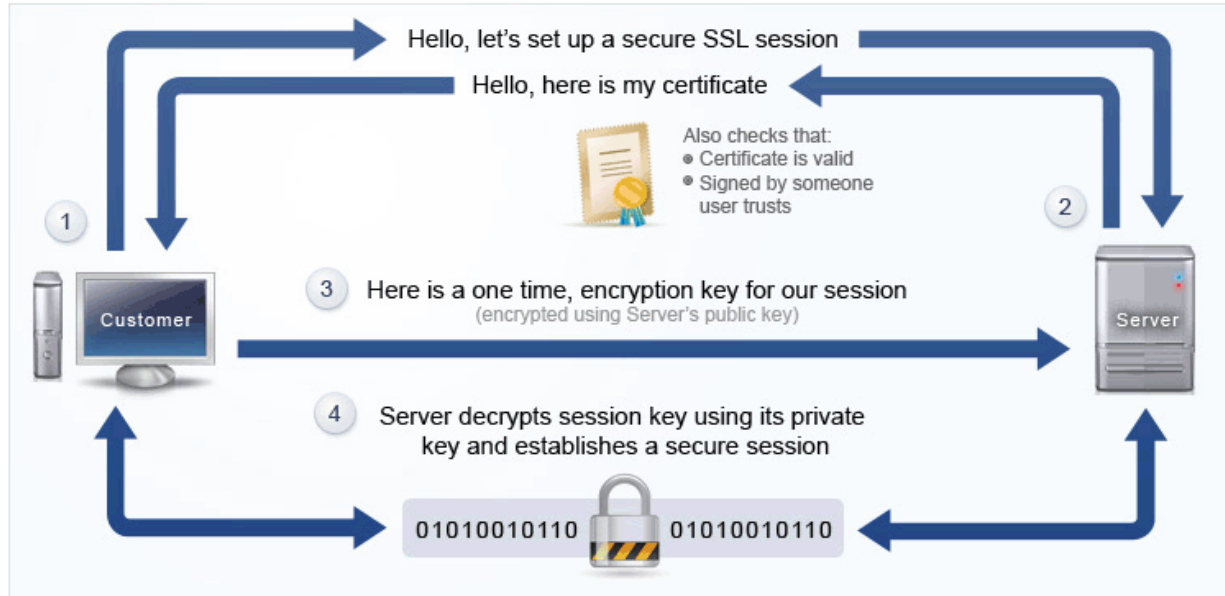 Hello, let's set up a secure SSL session
Hello, here is my certificate
Also checks that:
Certificate is valid
Signed by someone
user trusts
1
2
Customer
3 Here is a one time, encryption key for our session
(encrypted using Server's public key)
Server
4 Server decrypts session key using its private
key and establishes a secure session
01010010110 01010010110